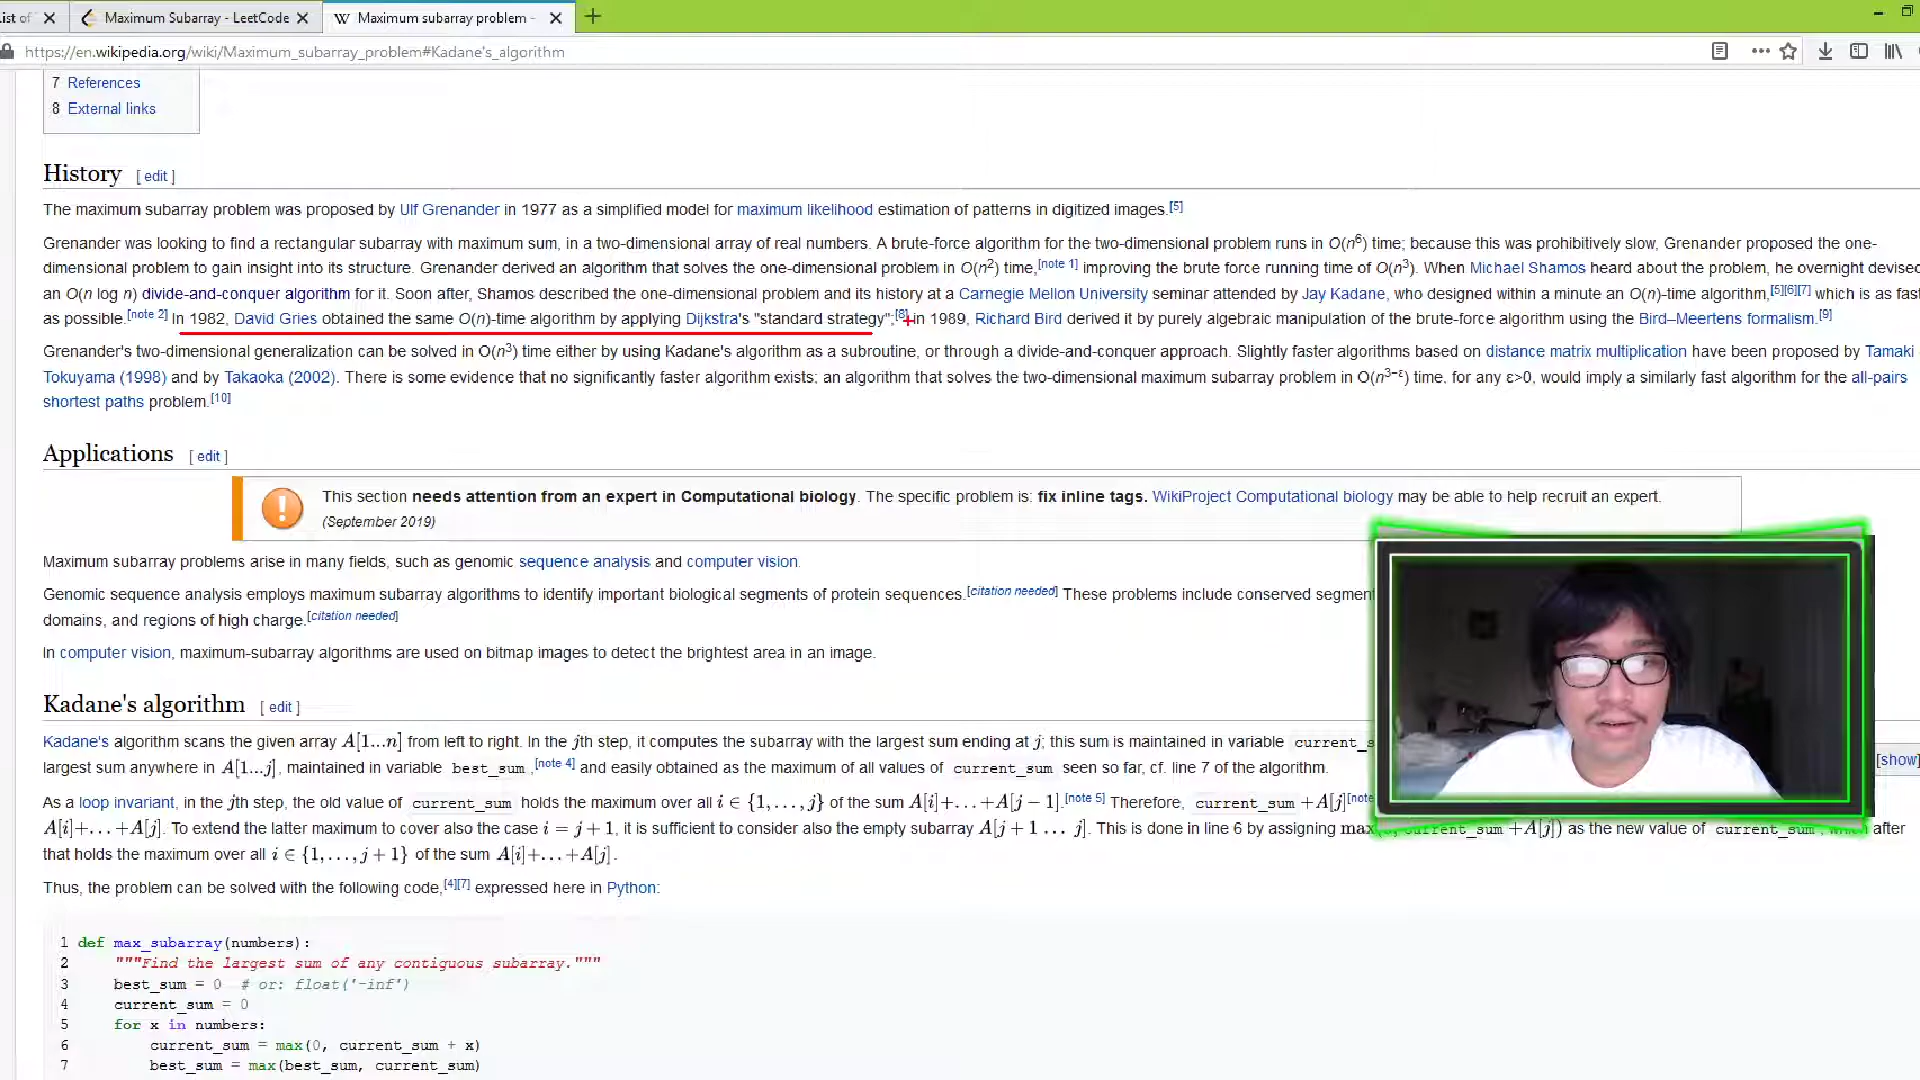 ist of
Maximum Subarray - LeetCode
W Maximum subarray problem -
https://en.wikipedia.org/wiki/Maximum_subarray_problem#Kadane's_algorithm
7 References
8 External links
History [ edit ]
The maximum subarray problem was proposed by Ulf Grenander in 1977 as a simplified model for maximum likelihood estimation of patterns in digitized images.[5]
Grenander was looking to find a rectangular subarray with maximum sum, in a two-dimensional array of real numbers. A brute-force algorithm for the two-dimensional problem runs in O(n⁶) time; because this was prohibitively slow, Grenander proposed the one-
dimensional problem to gain insight into its structure. Grenander derived an algorithm that solves the one-dimensional problem in O(n²) time,[note 1] improving the brute force running time of O(n³). When Michael Shamos heard about the problem, he overnight devised
an O(n log n) divide-and-conquer algorithm for it. Soon after, Shamos described the one-dimensional problem and its history at a Carnegie Mellon University seminar attended by Jay Kadane, who designed within a minute an O(n)-time algorithm,[5][6][7] which is as fast
as possible.[note 2] In 1982, David Gries obtained the same O(n)-time algorithm by applying Dijkstra's "standard strategy";[8] in 1989, Richard Bird derived it by purely algebraic manipulation of the brute-force algorithm using the Bird–Meertens formalism.[9]
Grenander's two-dimensional generalization can be solved in O(n³) time either by using Kadane's algorithm as a subroutine, or through a divide-and-conquer approach. Slightly faster algorithms based on distance matrix multiplication have been proposed by Tamaki
Tokuyama (1998) and by Takaoka (2002). There is some evidence that no significantly faster algorithm exists; an algorithm that solves the two-dimensional maximum subarray problem in O(n³⁻ᵋ) time, for any ε>0, would imply a similarly fast algorithm for the all-pairs
shortest paths problem.[10]
Applications [ edit ]
This section needs attention from an expert in Computational biology. The specific problem is: fix inline tags. WikiProject Computational biology may be able to help recruit an expert.
(September 2019)
Maximum subarray problems arise in many fields, such as genomic sequence analysis and computer vision.
Genomic sequence analysis employs maximum subarray algorithms to identify important biological segments of protein sequences.[citation needed] These problems include conserved segment
domains, and regions of high charge.[citation needed]
In computer vision, maximum-subarray algorithms are used on bitmap images to detect the brightest area in an image.
Kadane's algorithm [ edit ]
Kadane's algorithm scans the given array A[1…n] from left to right. In the jth step, it computes the subarray with the largest sum ending at j; this sum is maintained in variable current_s
[show]
largest sum anywhere in A[1…j], maintained in variable best_sum,[note 4] and easily obtained as the maximum of all values of current_sum seen so far, cf. line 7 of the algorithm.
As a loop invariant, in the jth step, the old value of current_sum holds the maximum over all i ∈ {1,…,j} of the sum A[i]+…+A[j−1].[note 5] Therefore, current_sum +A[j][note
A[i]+…+A[j]. To extend the latter maximum to cover also the case i = j+1, it is sufficient to consider also the empty subarray A[j+1…j]. This is done in line 6 by assigning max(0, current_sum +A[j]) as the new value of current_sum, which after
that holds the maximum over all i ∈ {1,…,j+1} of the sum A[i]+…+A[j].
Thus, the problem can be solved with the following code,[4][7] expressed here in Python:
1 def max_subarray(numbers):
2 """Find the largest sum of any contiguous subarray."""
3 best_sum = 0 # or: float('-inf')
4 current_sum = 0
5 for x in numbers:
6 current_sum = max(0, current_sum + x)
7 best_sum = max(best_sum, current_sum)